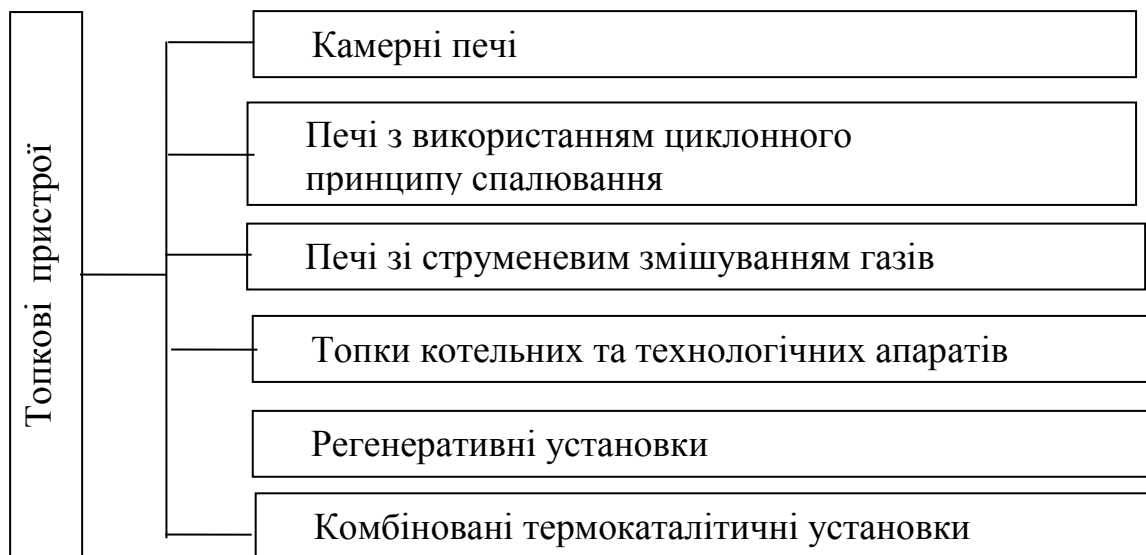 Топкові пристрої
Камерні печі
Печі з використанням циклонного
принципу спалювання
Печі зі струменевим змішуванням газів
Топки котельних та технологічних апаратів
Регенеративні установки
Комбіновані термокаталітичні установки